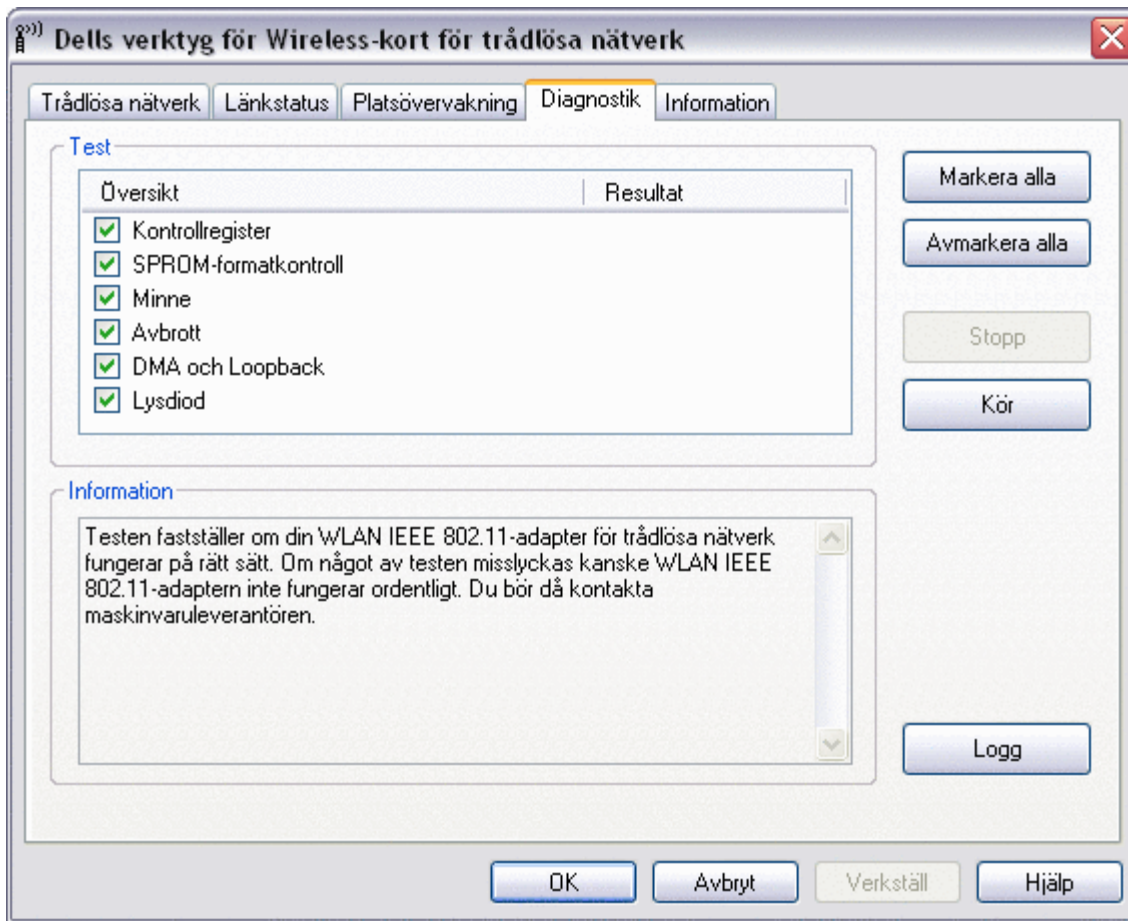 Dells verktyg för Wireless-kort för trådlösa nätverk
Trådlösa nätverk Länkstatus Platsövervakning Diagnostik Information
Test
Översikt Resultat
Kontrollregister
SPROM-formatkontroll
Minne
Avbrott
DMA och Loopback
Lysdiod
Markera alla
Avmarkera alla
Stopp
Kör
Information
Testen fastställer om din WLAN IEEE 802.11-adapter för trådlösa nätverk
fungerar på rätt sätt. Om något av testen misslyckas kanske WLAN IEEE
802.11-adaptern inte fungerar ordentligt. Du bör då kontakta
maskinvaruleverantören.
Logg
OK Avbryt Verkställ Hjälp